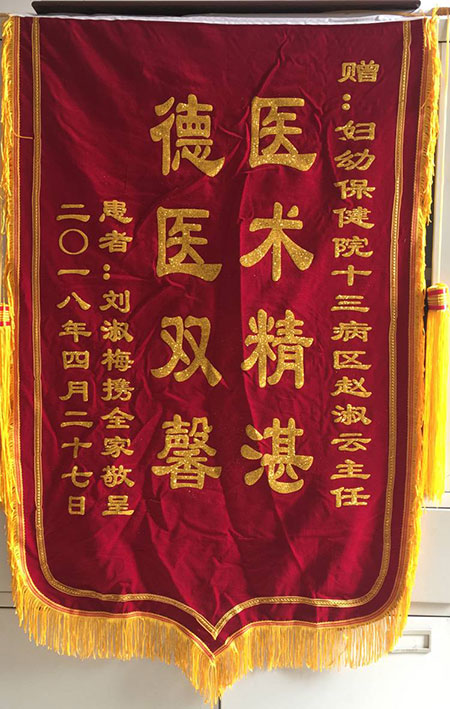 赠：妇幼保健院十三病区赵淑云主任
医术精湛
德医双馨
患者：刘淑梅携全家敬呈
二〇一八年四月二十七日